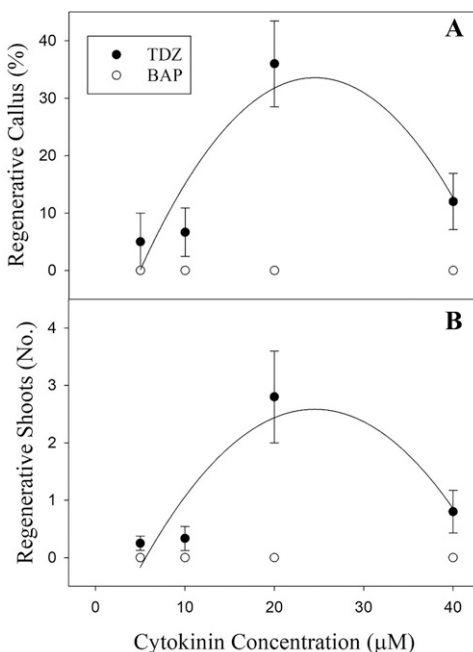 A
TDZ
BAP
Regenerative Callus (%)
40
30
20
10
0
B
Regenerative Shoots (No.)
4
3
2
1
0
0 10 20 30 40
Cytokinin Concentration (μM)